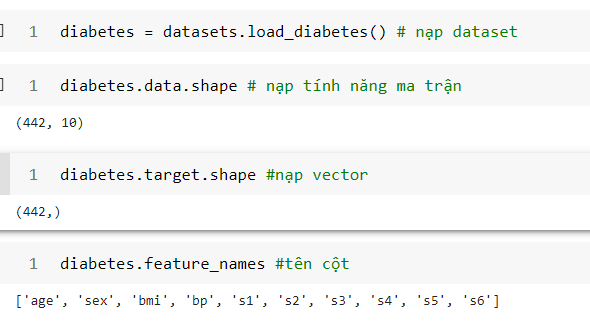 1 diabetes = datasets.load_diabetes() # nạp dataset
1 diabetes.data.shape # nạp tính năng ma trận
(442, 10)
1 diabetes.target.shape #nạp vector
(442,)
1 diabetes.feature_names #tên cột
['age', 'sex', 'bmi', 'bp', 's1', 's2', 's3', 's4', 's5', 's6']